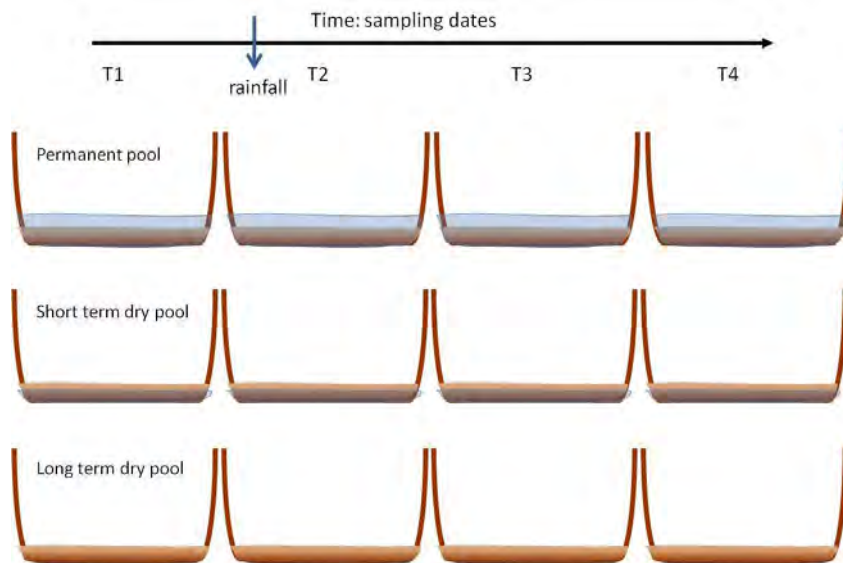 Time: sampling dates
T1
rainfall
T2
T3
T4
Permanent pool
Short term dry pool
Long term dry pool